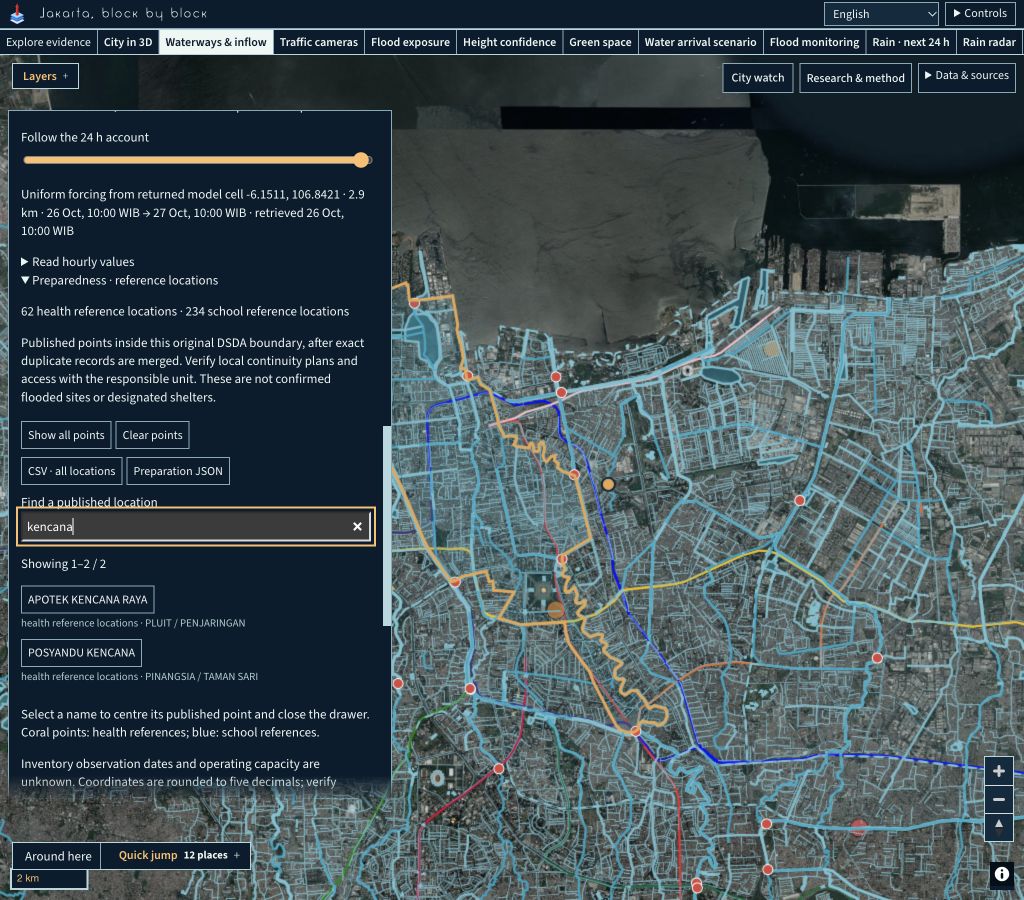 Jakarta, block by block
English
Controls
Explore evidence
City in 3D
Waterways & inflow
Traffic cameras
Flood exposure
Height confidence
Green space
Water arrival scenario
Flood monitoring
Rain · next 24 h
Rain radar
Layers +
City watch
Research & method
Data & sources
Follow the 24 h account
Uniform forcing from returned model cell -6.1511, 106.8421 · 2.9
km · 26 Oct, 10:00 WIB → 27 Oct, 10:00 WIB · retrieved 26 Oct,
10:00 WIB
Read hourly values
Preparedness · reference locations
62 health reference locations · 234 school reference locations
Published points inside this original DSDA boundary, after exact
duplicate records are merged. Verify local continuity plans and
access with the responsible unit. These are not confirmed
flooded sites or designated shelters.
Show all points
Clear points
CSV · all locations
Preparation JSON
Find a published location
kencana
Showing 1–2 / 2
APOTEK KENCANA RAYA
health reference locations · PLUIT / PENJARINGAN
POSYANDU KENCANA
health reference locations · PINANGSIA / TAMAN SARI
Select a name to centre its published point and close the drawer.
Coral points: health references; blue: school references.
Inventory observation dates and operating capacity are
unknown. Coordinates are rounded to five decimals; verify
Around here
Quick jump 12 places +
2 km